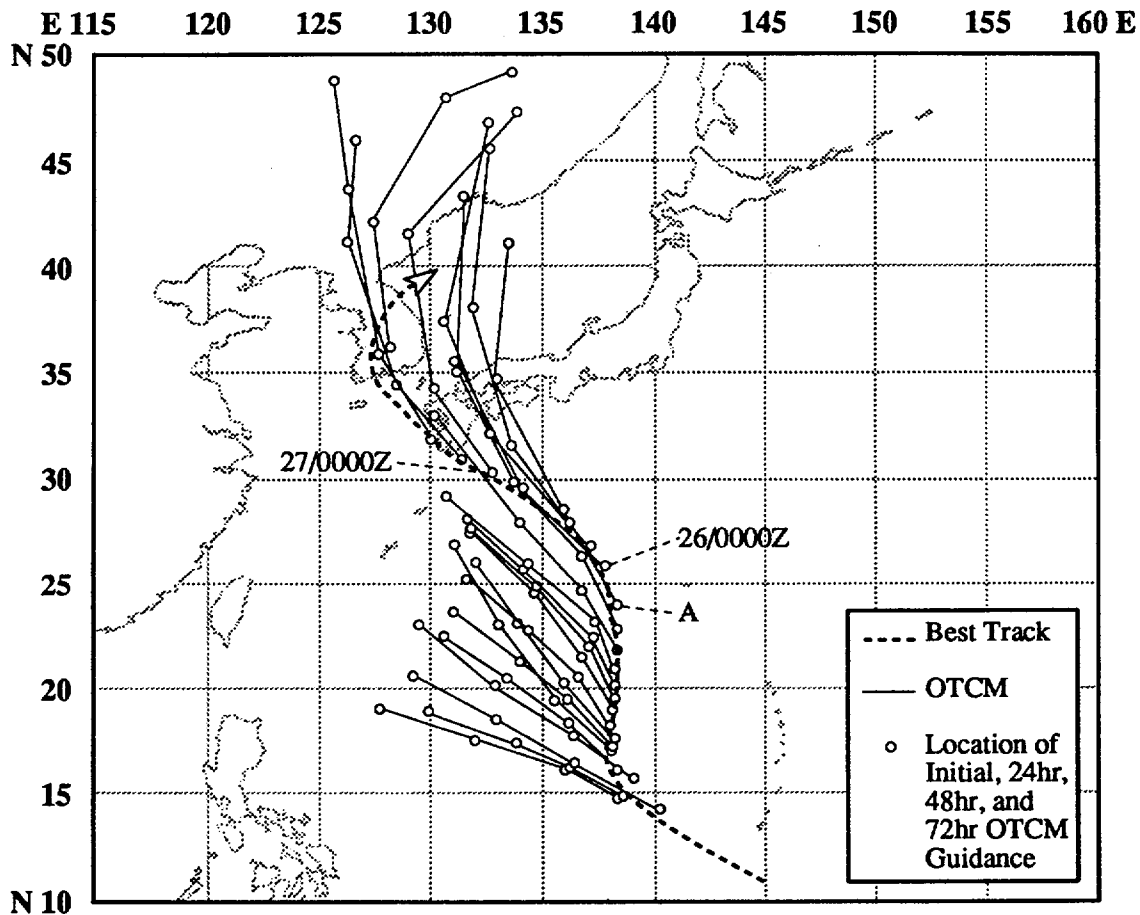 E 115 120 125 130 135 140 145 155 160 E
N 50
45
40
35
30
25
20
15
N 10
27/0000Z
26/0000Z
A
Best Track
OTCM
Location of
Initial, 24hr,
48hr, and
72hr OTCM
Guidance